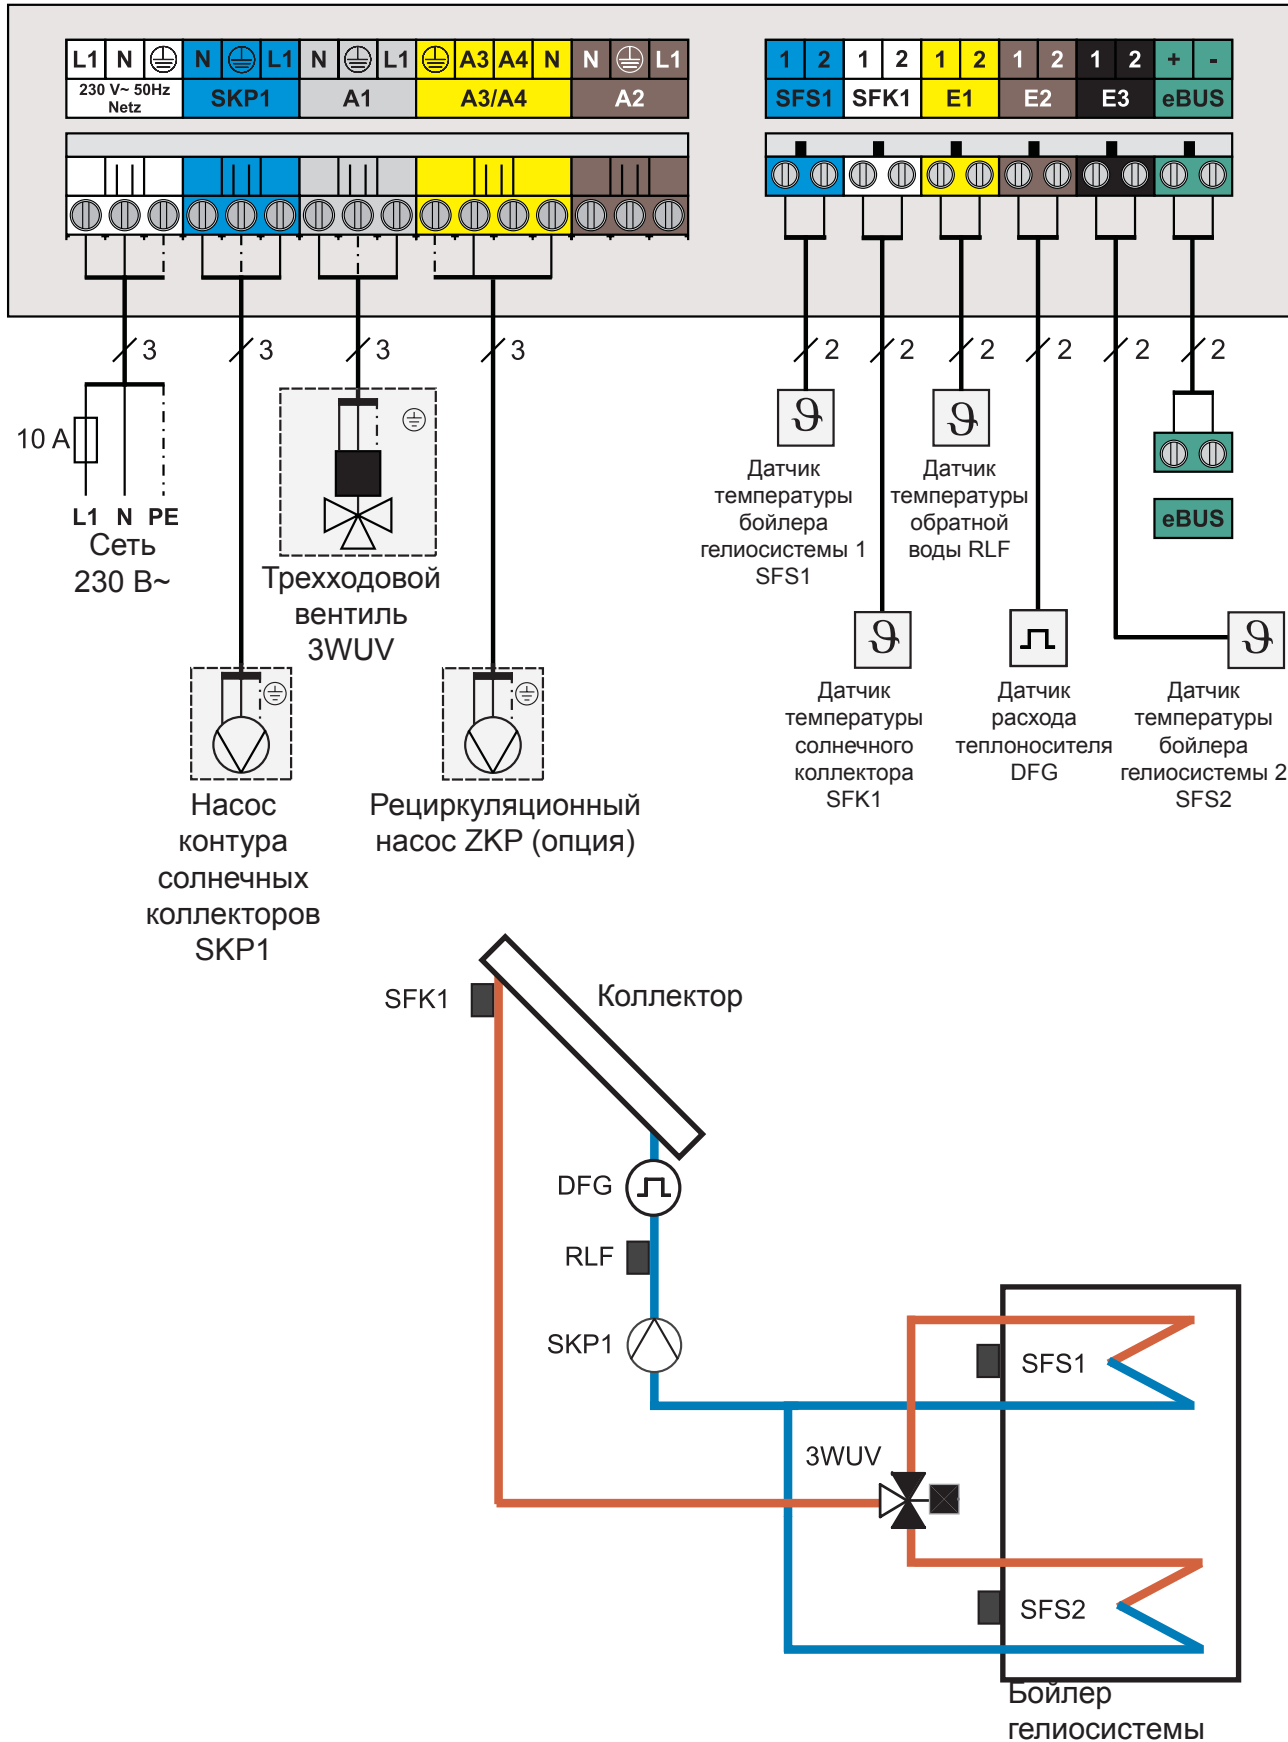 L1 N N L1 N L1 A3 A4 N N L1 1 2 1 2 1 2 1 2 1 2 + -
230 V~ 50Hz
Netz
SKP1 A1 A3/A4 A2 SFS1 SFK1 E1 E2 E3 eBUS
3 3 3 3 2 2 2 2 2 2
10 A
L1 N PE
Сеть
230 В~
Трехходовой
вентиль
3WUV
ϑ
Датчик
температуры
бойлера
гелиосистемы 1
SFS1
ϑ
Датчик
температуры
обратной
воды RLF
eBUS
ϑ
Датчик
температуры
солнечного
коллектора
SFK1
Датчик
расхода
теплоносителя
DFG
ϑ
Датчик
температуры
бойлера
гелиосистемы 2
SFS2
Насос
контура
солнечных
коллекторов
SKP1
Рециркуляционный
насос ZKP (опция)
SFK1
Коллектор
DFG
RLF
SKP1
SFS1
3WUV
SFS2
Бойлер
гелиосистемы